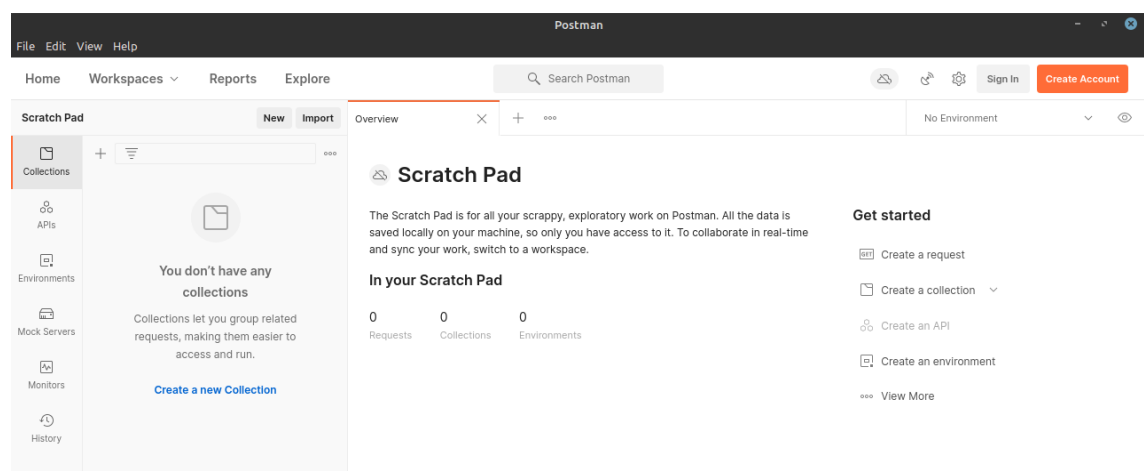 Postman
File Edit View Help
Home Workspaces Reports Explore
Search Postman
Sign In
Create Account
Scratch Pad
New
Import
Overview
No Environment
Collections
APIs
Environments
Mock Servers
Monitors
History
You don't have any
collections
Collections let you group related
requests, making them easier to
access and run.
Create a new Collection
Scratch Pad
The Scratch Pad is for all your scrappy, exploratory work on Postman. All the data is
saved locally on your machine, so only you have access to it. To collaborate in real-time
and sync your work, switch to a workspace.
In your Scratch Pad
0 0 0
Requests Collections Environments
Get started
GET Create a request
Create a collection
Create an API
Create an environment
View More